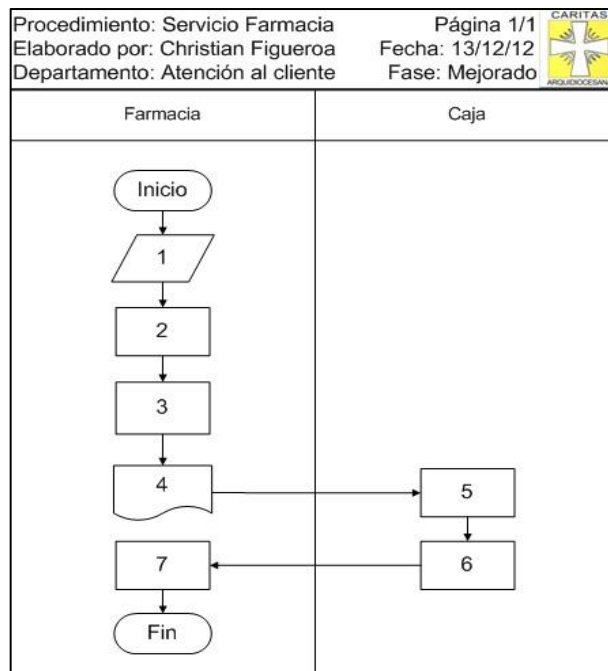 Procedimiento: Servicio Farmacia
Elaborado por: Christian Figueroa
Departamento: Atención al cliente
Página 1/1
Fecha: 13/12/12
Fase: Mejorado
CARITAS
ARQUIDIOCESANA
Farmacia
Caja
Inicio
1
2
3
4
5
7
6
Fin